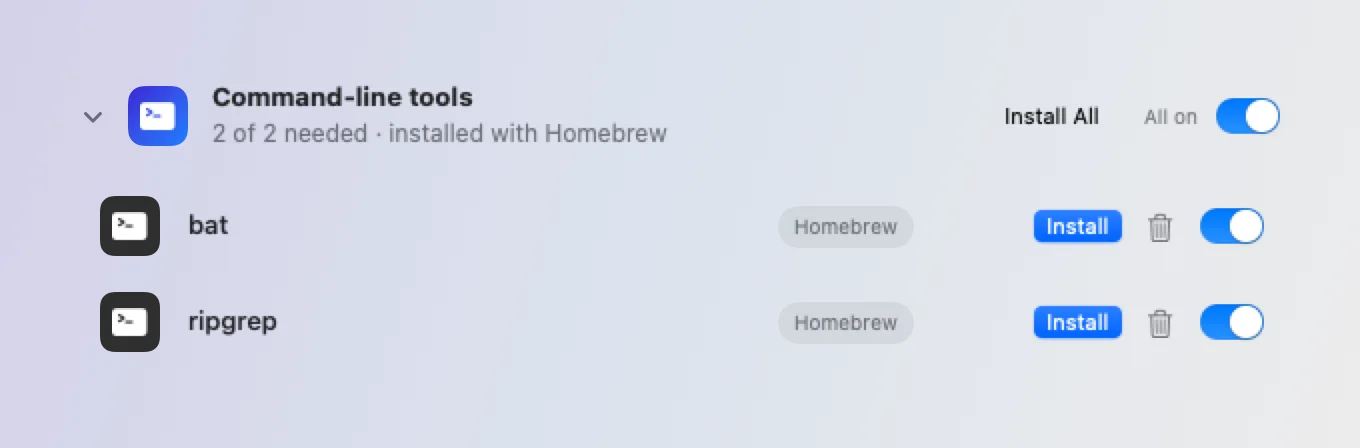 Command-line tools
2 of 2 needed · installed with Homebrew
Install All
All on
bat
Homebrew
Install
ripgrep
Homebrew
Install